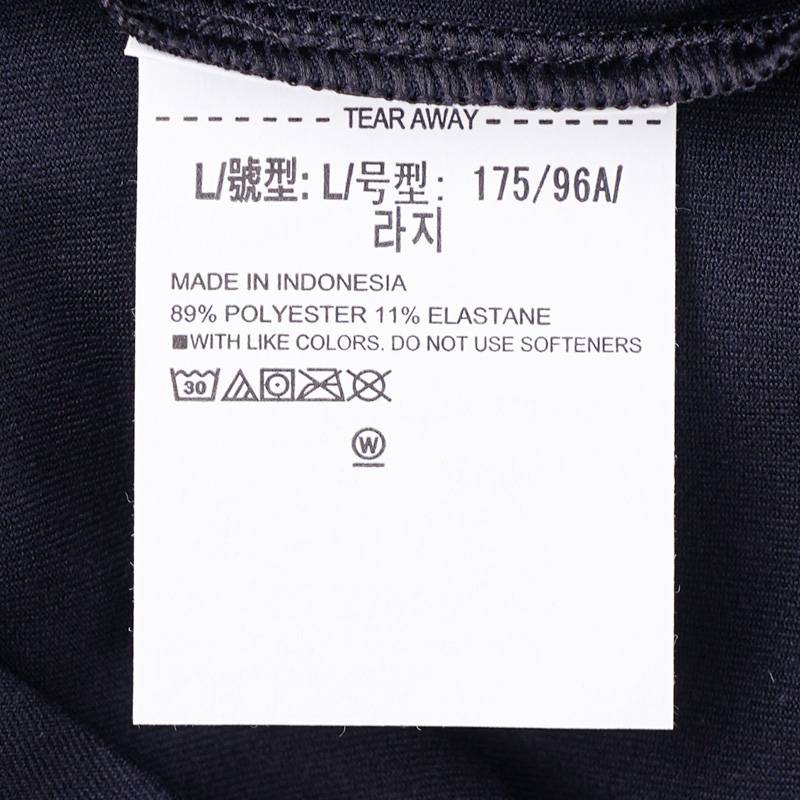 TEAR AWAY
L/號型: L/号型: 175/96A/
라지
MADE IN INDONESIA
89% POLYESTER 11% ELASTANE
■WITH LIKE COLORS. DO NOT USE SOFTENERS
30
W